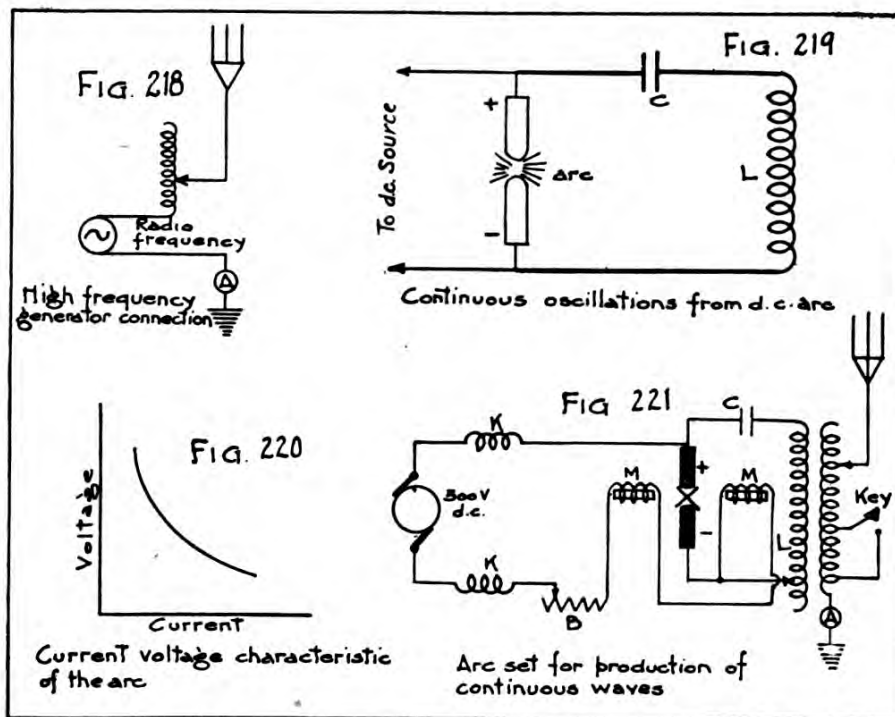 FIG. 218
Radio
frequency
A
High frequency
generator connection
FIG. 219
To d.c. Source
+
-
arc
C
L
Continuous oscillations from d.c. arc
FIG. 220
Voltage
Current
Current voltage characteristic
of the arc
FIG 221
K
500V
d.c.
K
B
M
+
-
M
C
L
Key
A
Arc set for production of
continuous waves